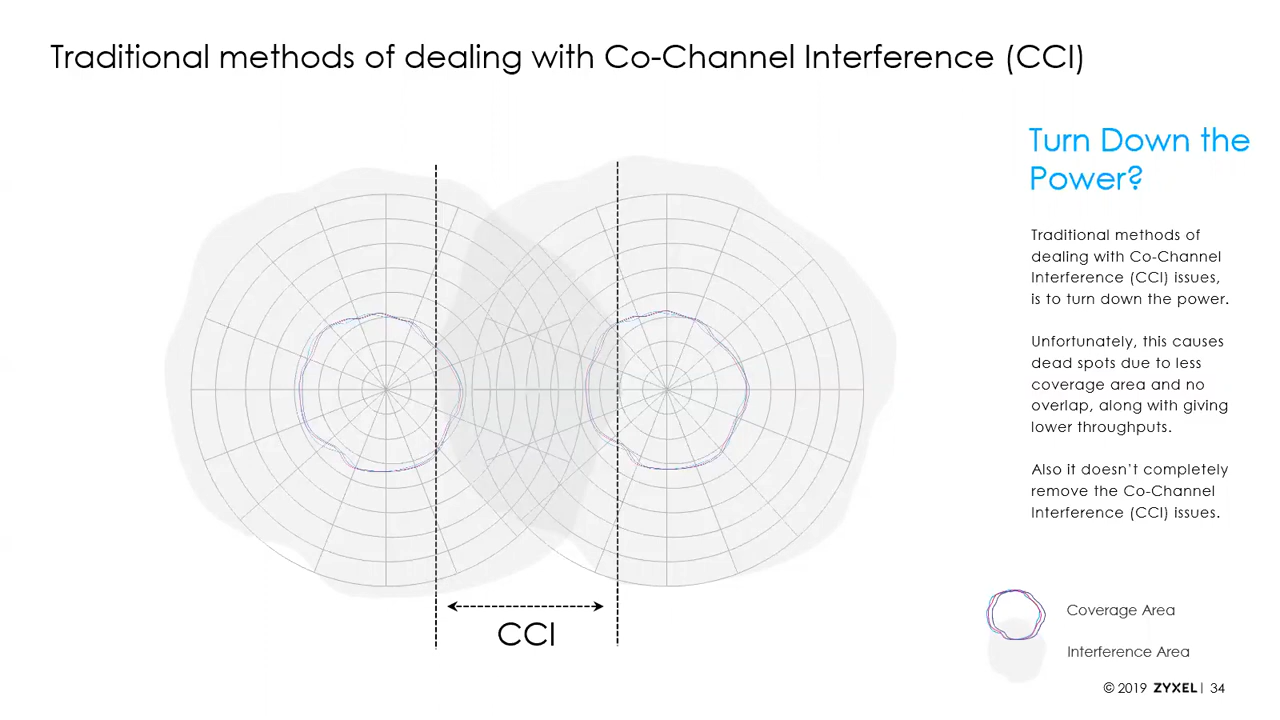 Traditional methods of dealing with Co-Channel Interference (CCI)
Turn Down the
Power?
Traditional methods of
dealing with Co-Channel
Interference (CCI) issues,
is to turn down the power.
Unfortunately, this causes
dead spots due to less
coverage area and no
overlap, along with giving
lower throughputs.
Also it doesn't completely
remove the Co-Channel
Interference (CCI) issues.
CCI
Coverage Area
Interference Area
© 2019 ZYXEL | 34